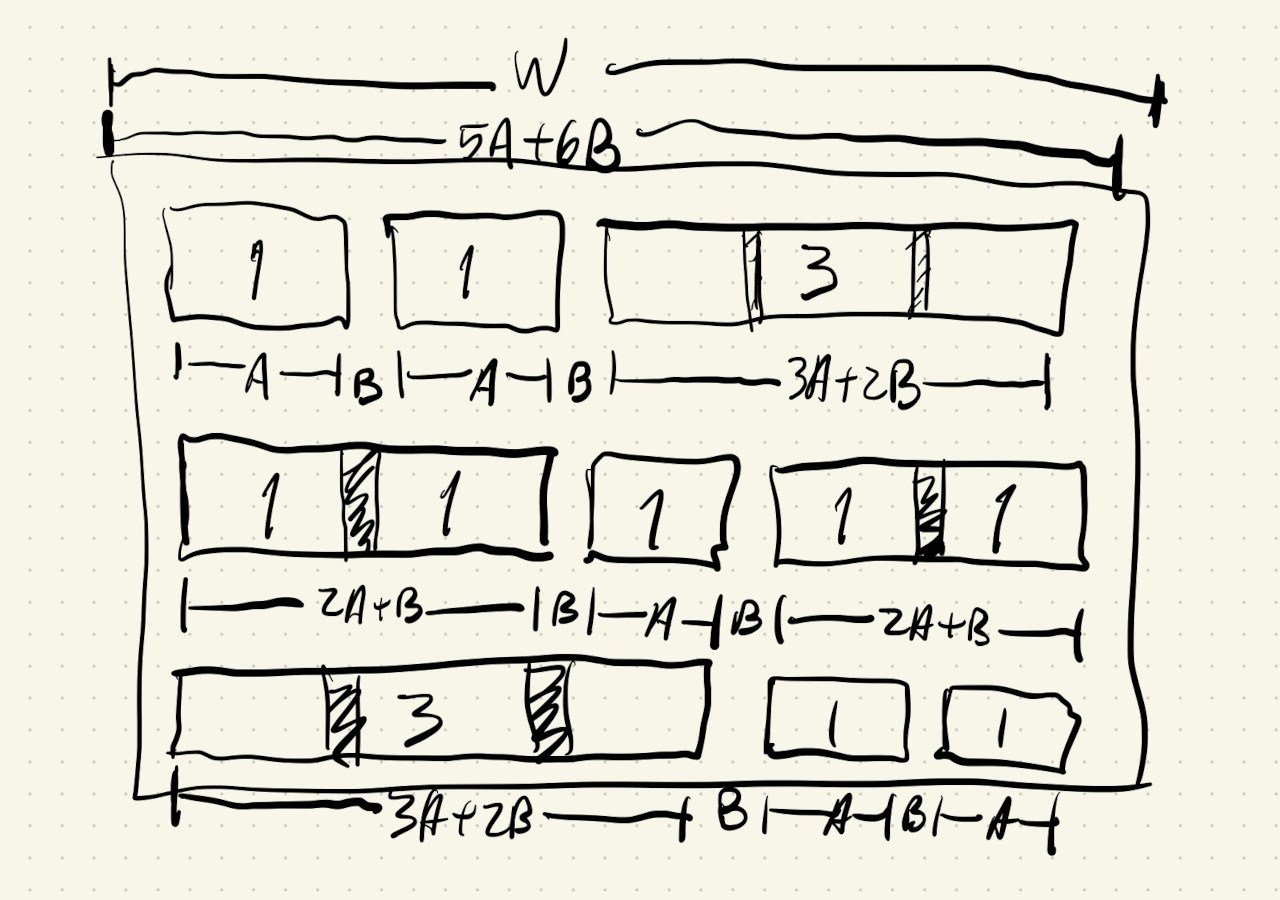 W
5A+6B
1 1 3
A B A B 3A+2B
1 1 1 1 1
2A+B B A B 2A+B
3 1 1
3A+2B B A B A